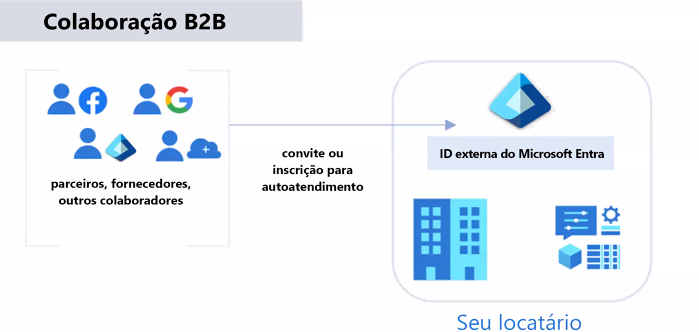 Colaboração B2B
parceiros, fornecedores,
outros colaboradores
convite ou
inscrição para
autoatendimento
ID externa do Microsoft Entra
Seu locatário